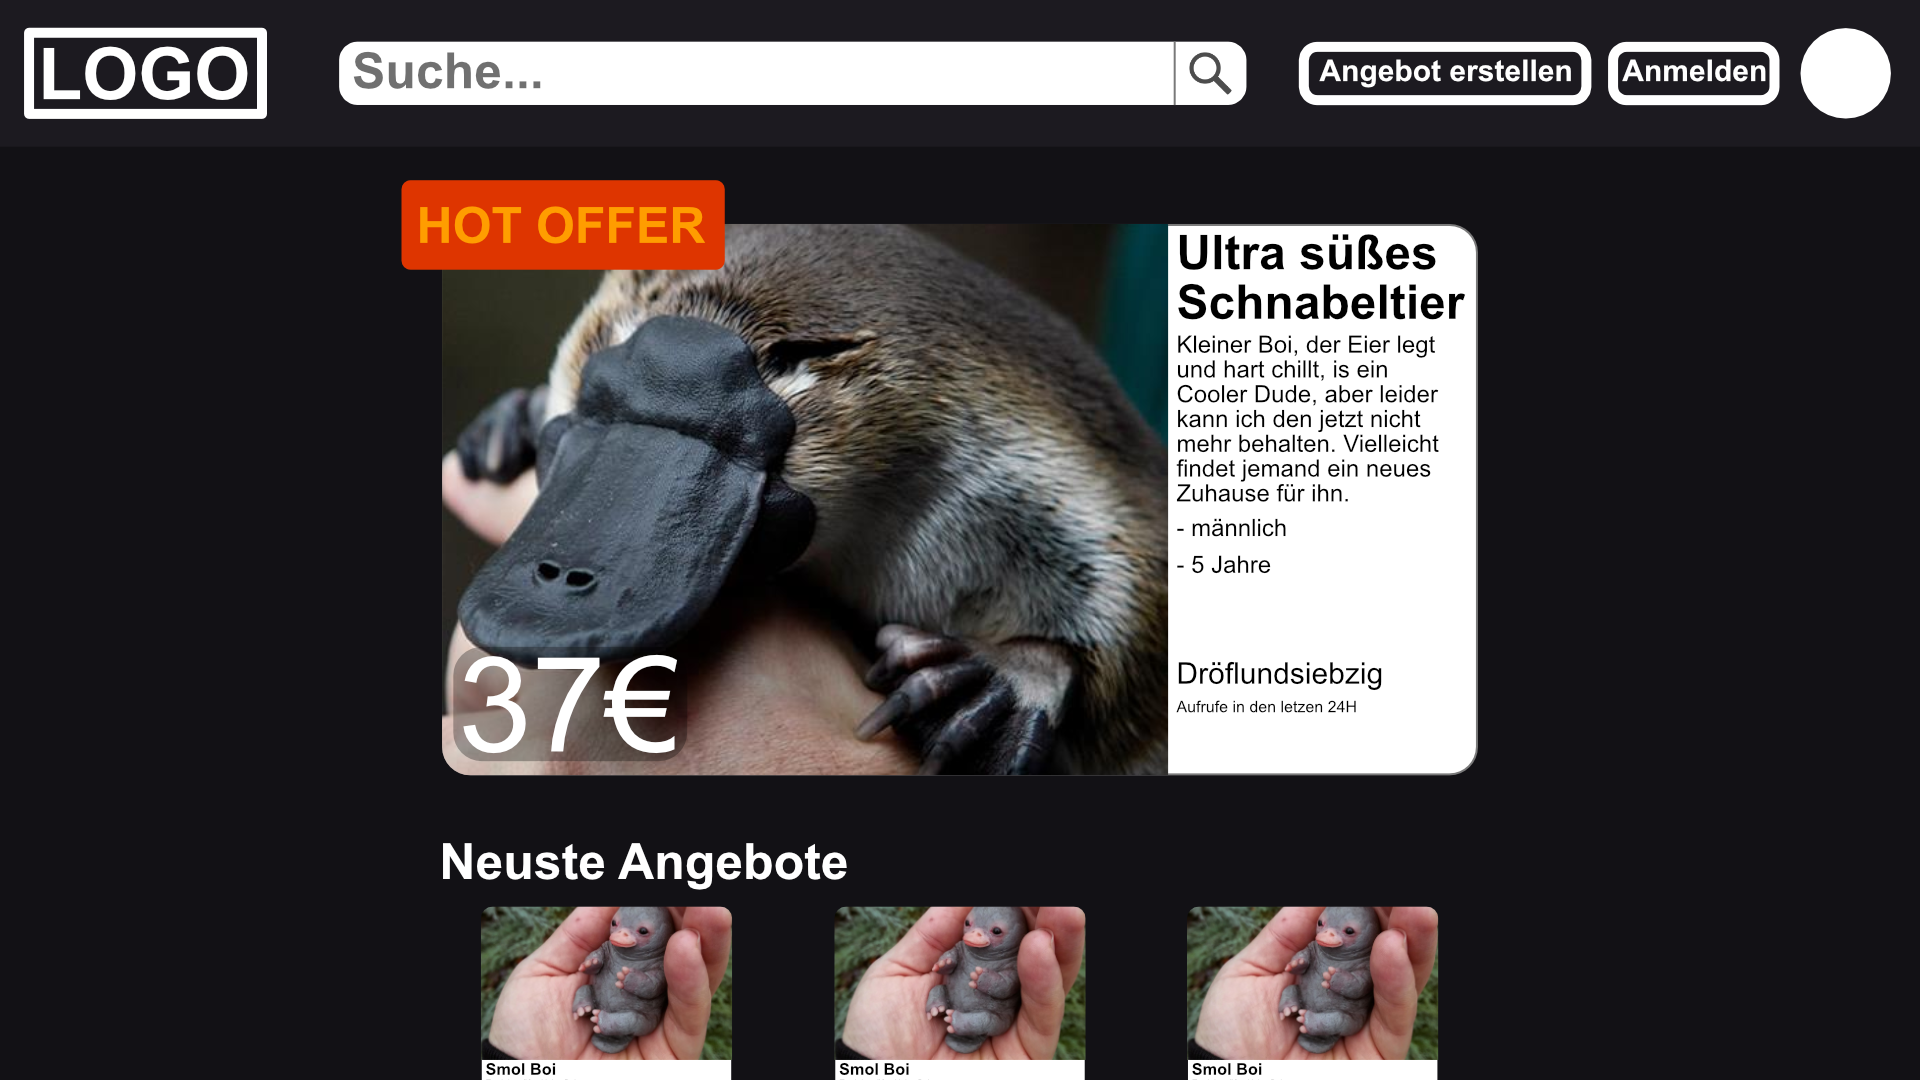 LOGO
Suche...
Angebot erstellen
Anmelden
HOT OFFER
Ultra süßes
Schnabeltier
Kleiner Boi, der Eier legt
und hart chillt, is ein
Cooler Dude, aber leider
kann ich den jetzt nicht
mehr behalten. Vielleicht
findet jemand ein neues
Zuhause für ihn.
- männlich
- 5 Jahre
37€
Dröflundsiebzig
Aufrufe in den letzen 24H
Neuste Angebote
Smol Boi
Smol Boi
Smol Boi